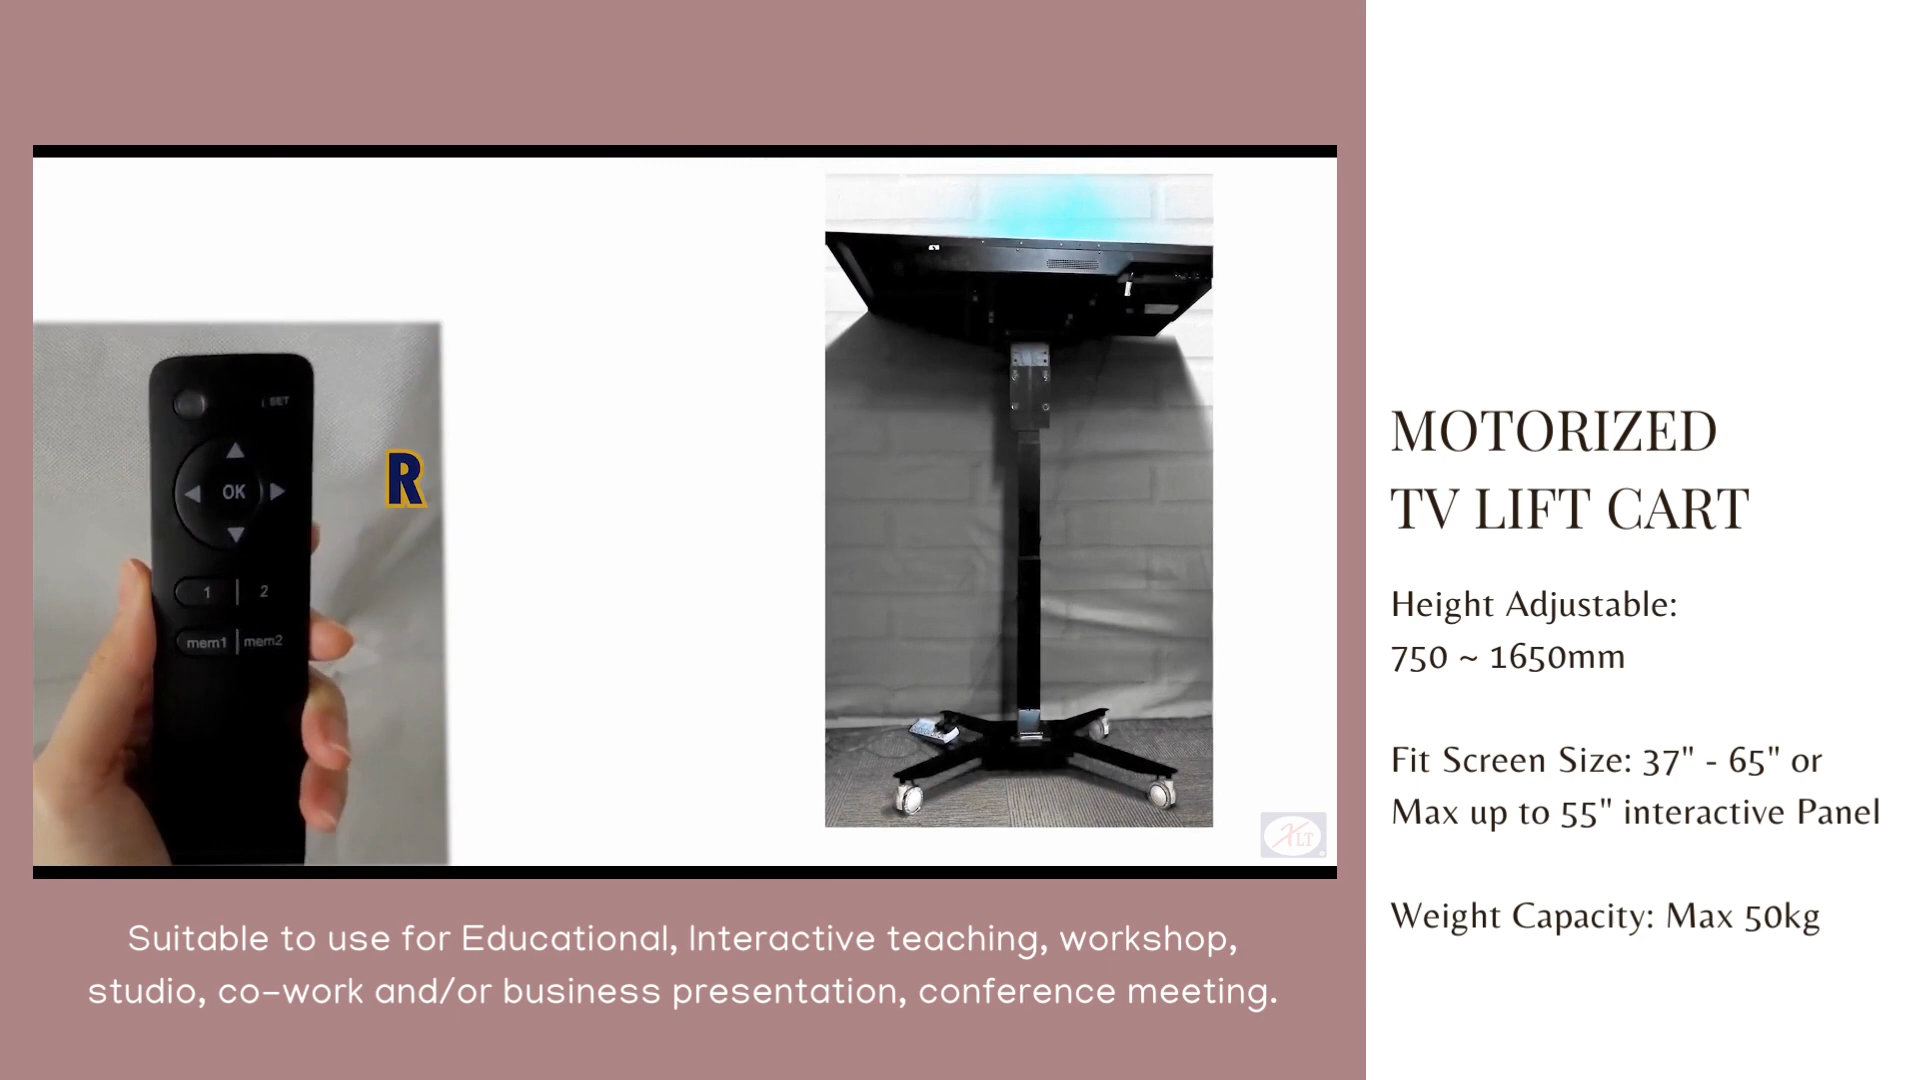 SET
OK
1 | 2
mem1 | mem2
R
XLT
Suitable to use for Educational, Interactive teaching, workshop,
studio, co-work and/or business presentation, conference meeting.
MOTORIZED
TV LIFT CART
Height Adjustable:
750 ~ 1650mm
Fit Screen Size: 37" - 65" or
Max up to 55" interactive Panel
Weight Capacity: Max 50kg